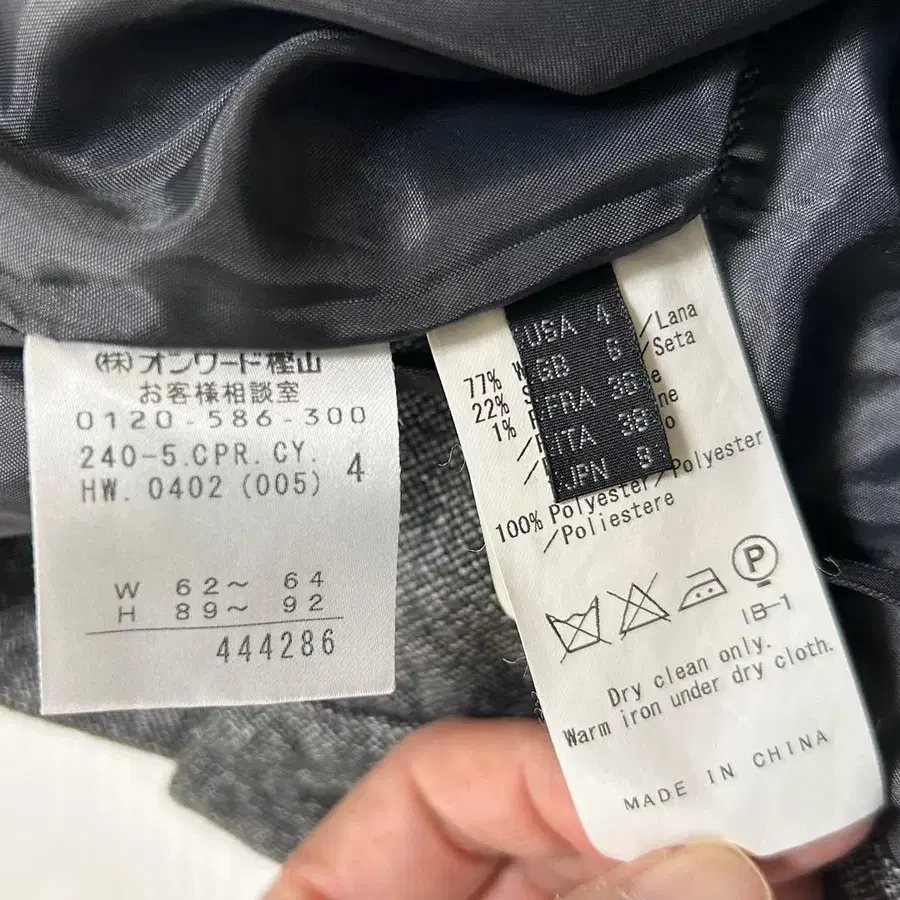 (株)オンワード樫山
お客様相談室
0120-586-300
240-5.CPR.CY. 4
HW. 0402 (005)
W 62~ 64
H 89~ 92
444286
USA 4
GB 6
FRA 36
ITA 38
JPN 9
/Lana
77% W
/Seta
22% S
1%
100% Polyester/Polyester
/Poliestere
P
IB-1
Dry clean only.
Warm iron under dry cloth.
MADE IN CHINA